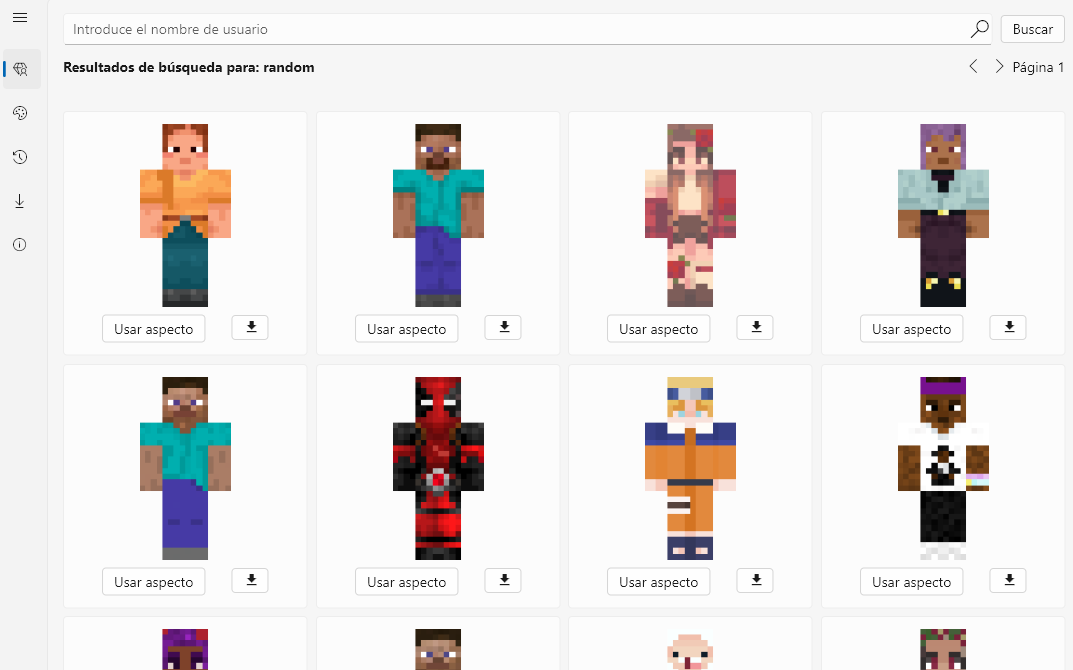 Introduce el nombre de usuario
Buscar
Resultados de búsqueda para: random
Página 1
Usar aspecto
Usar aspecto
Usar aspecto
Usar aspecto
Usar aspecto
Usar aspecto
Usar aspecto
Usar aspecto